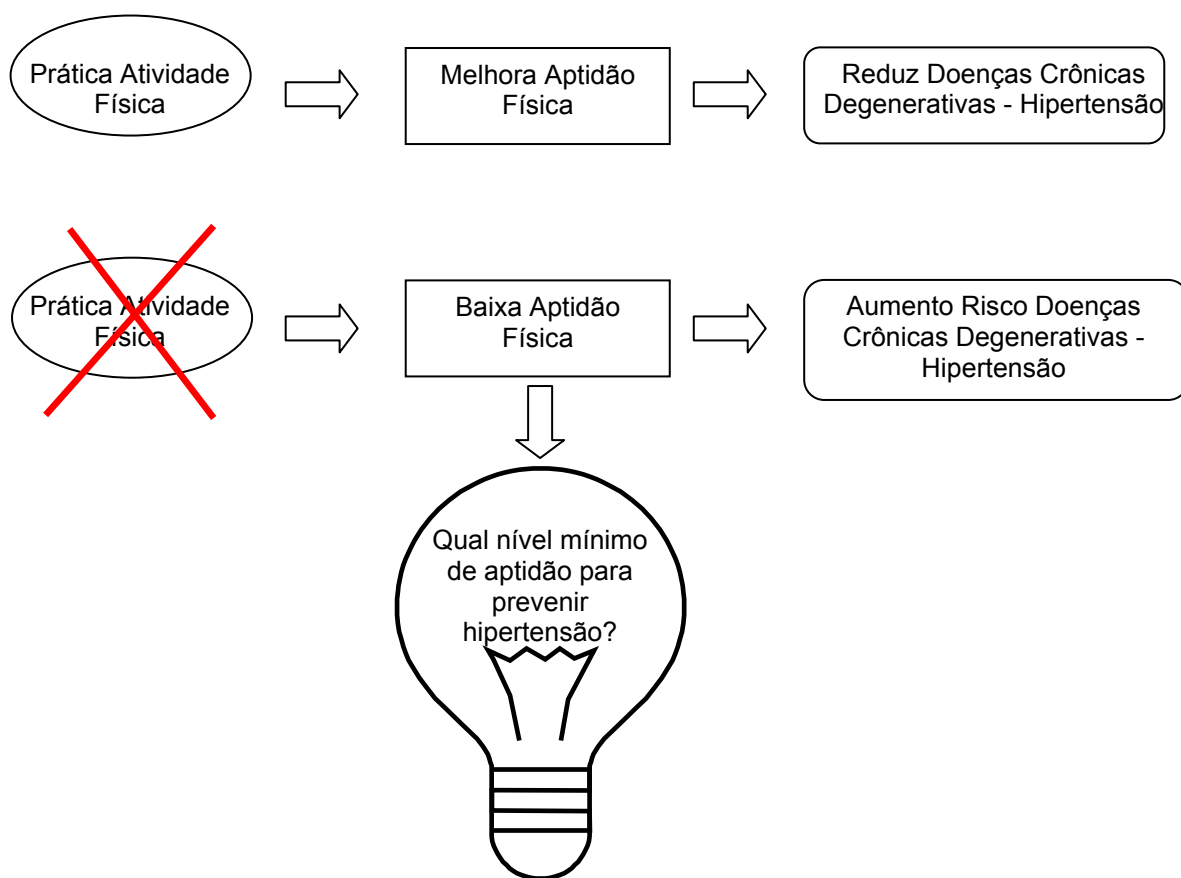 Prática Atividade
Física
Melhora Aptidão
Física
Reduz Doenças Crônicas
Degenerativas - Hipertensão
Prática Atividade
Física
Baixa Aptidão
Física
Aumento Risco Doenças
Crônicas Degenerativas -
Hipertensão
Qual nível mínimo
de aptidão para
prevenir
hipertensão?